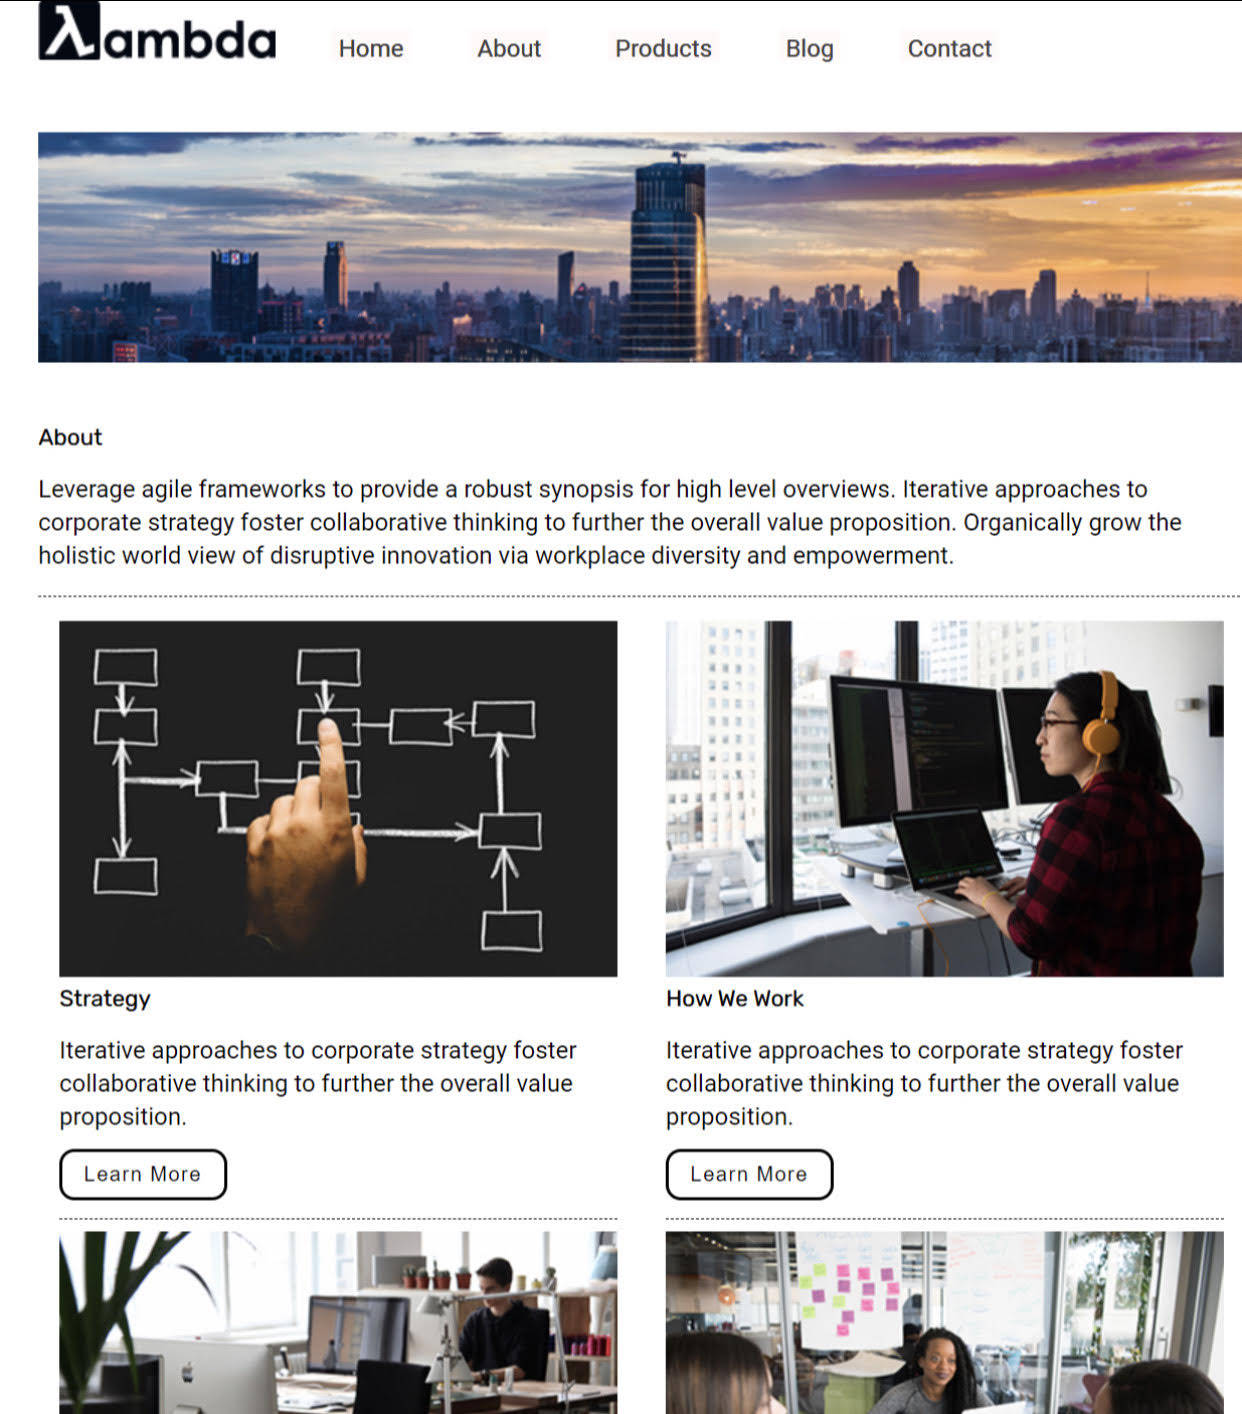 λambda
Home About Products Blog Contact
About
Leverage agile frameworks to provide a robust synopsis for high level overviews. Iterative approaches to
corporate strategy foster collaborative thinking to further the overall value proposition. Organically grow the
holistic world view of disruptive innovation via workplace diversity and empowerment.
Strategy
Iterative approaches to corporate strategy foster
collaborative thinking to further the overall value
proposition.
Learn More
How We Work
Iterative approaches to corporate strategy foster
collaborative thinking to further the overall value
proposition.
Learn More